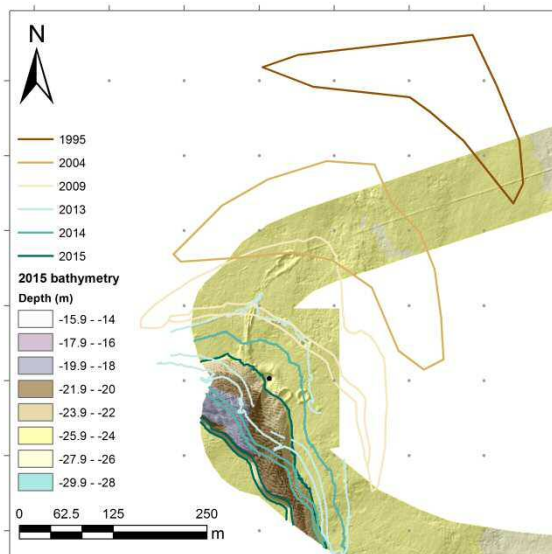 N
1995
2004
2009
2013
2014
2015
2015 bathymetry
Depth (m)
-15.9 - -14
-17.9 - -16
-19.9 - -18
-21.9 - -20
-23.9 - -22
-25.9 - -24
-27.9 - -26
-29.9 - -28
0 62.5 125 250
m